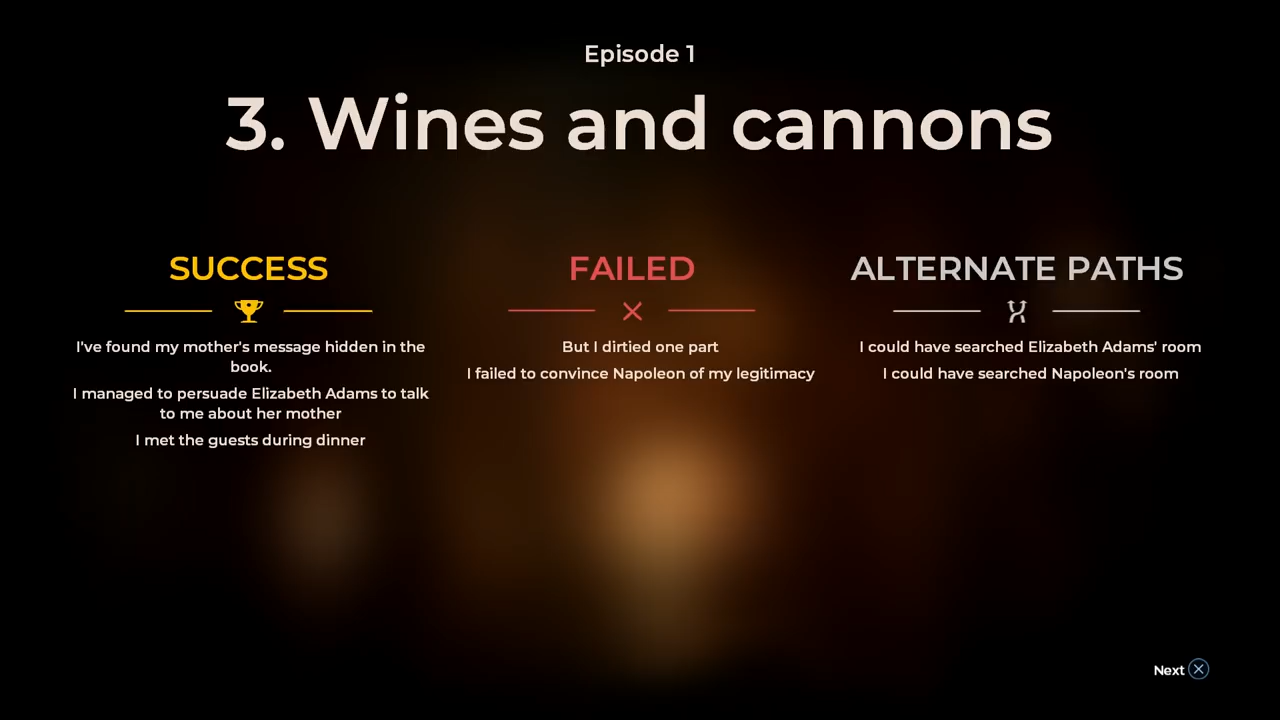 Episode 1
3. Wines and cannons
SUCCESS
I've found my mother's message hidden in the
book.
I managed to persuade Elizabeth Adams to talk
to me about her mother
I met the guests during dinner
FAILED
But I dirtied one part
I failed to convince Napoleon of my legitimacy
ALTERNATE PATHS
I could have searched Elizabeth Adams' room
I could have searched Napoleon's room
Next